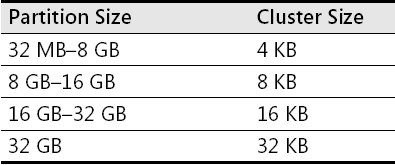 Partition Size Cluster Size
32 MB–8 GB 4 KB
8 GB–16 GB 8 KB
16 GB–32 GB 16 KB
32 GB 32 KB